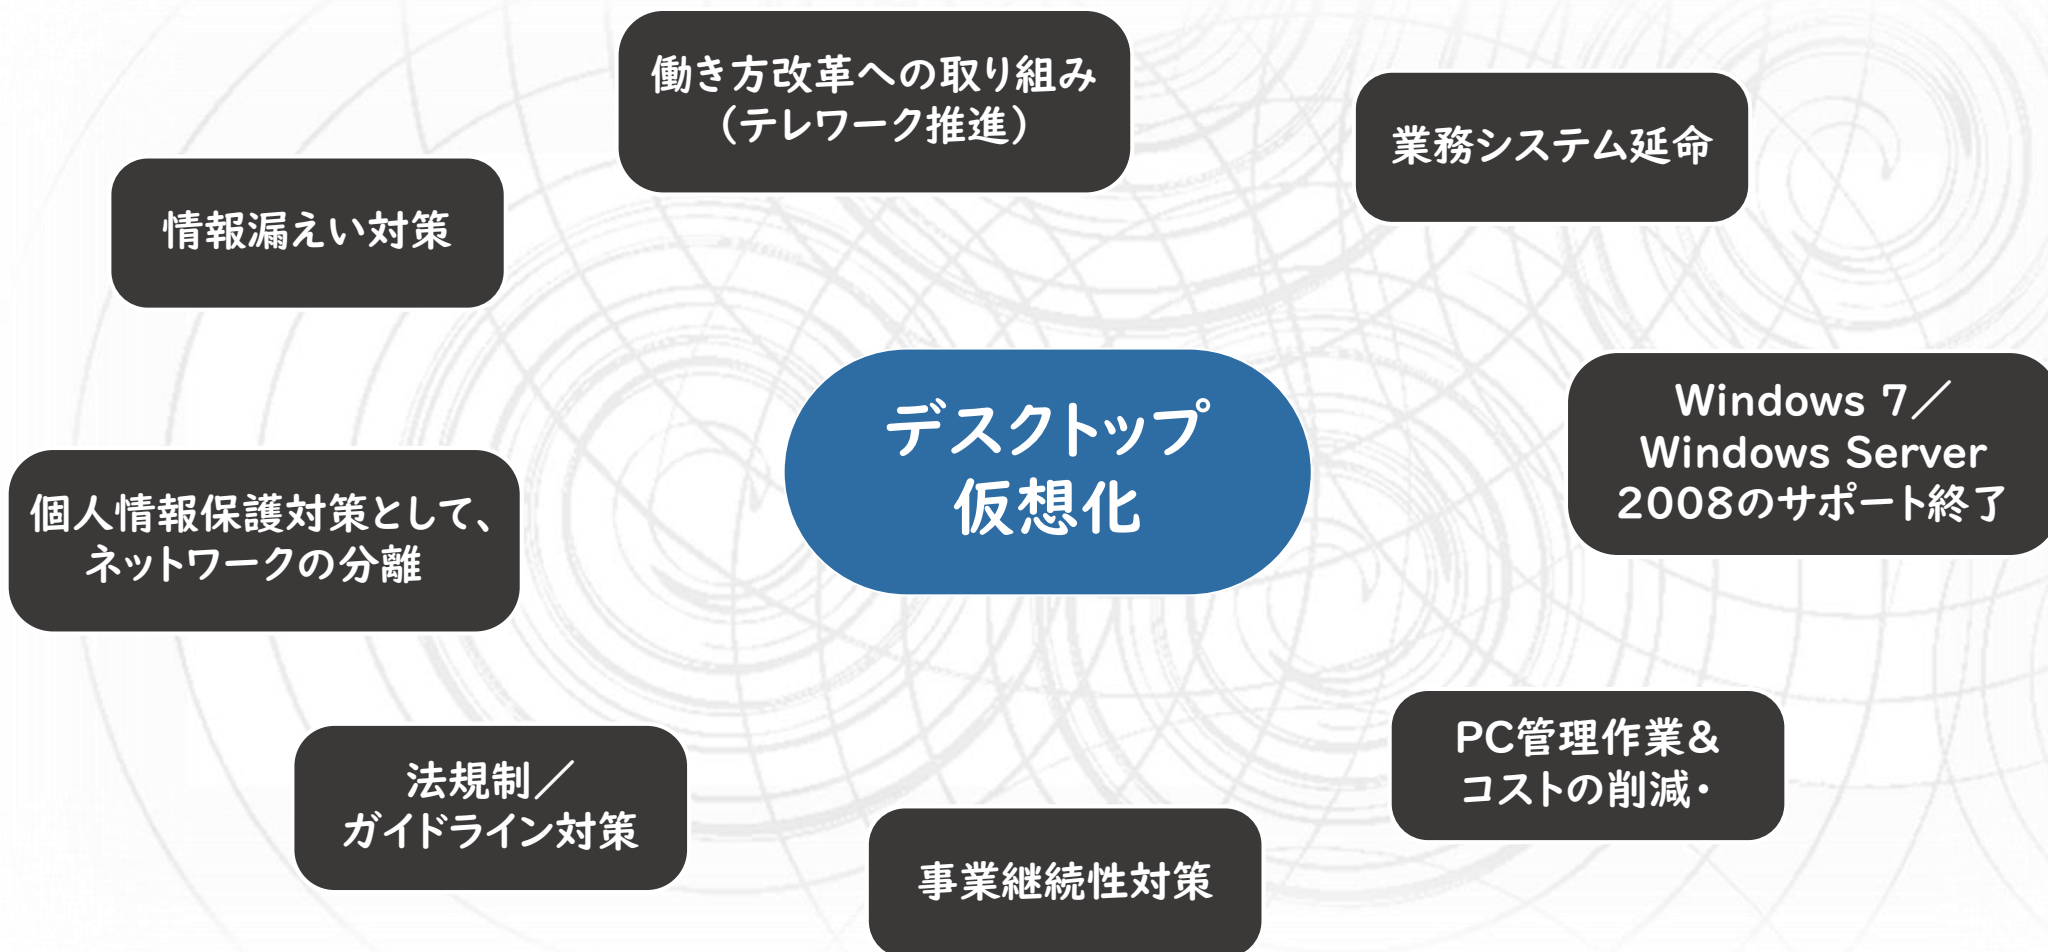 働き方改革への取り組み
（テレワーク推進）
業務システム延命
情報漏えい対策
デスクトップ
仮想化
Windows 7／
Windows Server
2008のサポート終了
個人情報保護対策として、
ネットワークの分離
PC管理作業＆
コストの削減・
法規制／
ガイドライン対策
事業継続性対策